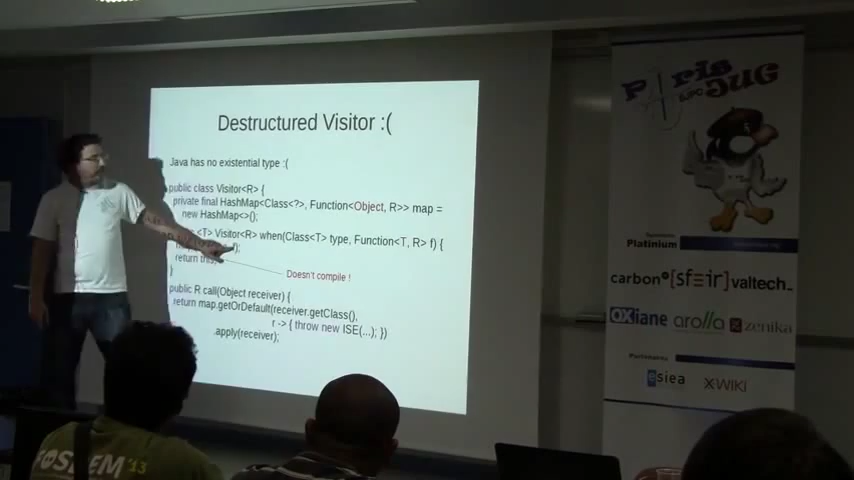 Destructured Visitor :(
Java has no existential type :(
public class Visitor<R> {
private final HashMap<Class<?>, Function<Object, R>> map =
new HashMap<>();
<T> Visitor<R> when(Class<T> type, Function<T, R> f) {
f);
return this;
}
Doesn't compile !
public R call(Object receiver) {
return map.getOrDefault(receiver.getClass(),
r -> { throw new ISE(...); })
.apply(receiver);
Paris
JUG
Platinium
carbon
[sfeir]
valtech_
OXiane
arolla
zenika
esiea
XWIKI
FOSDEM '13